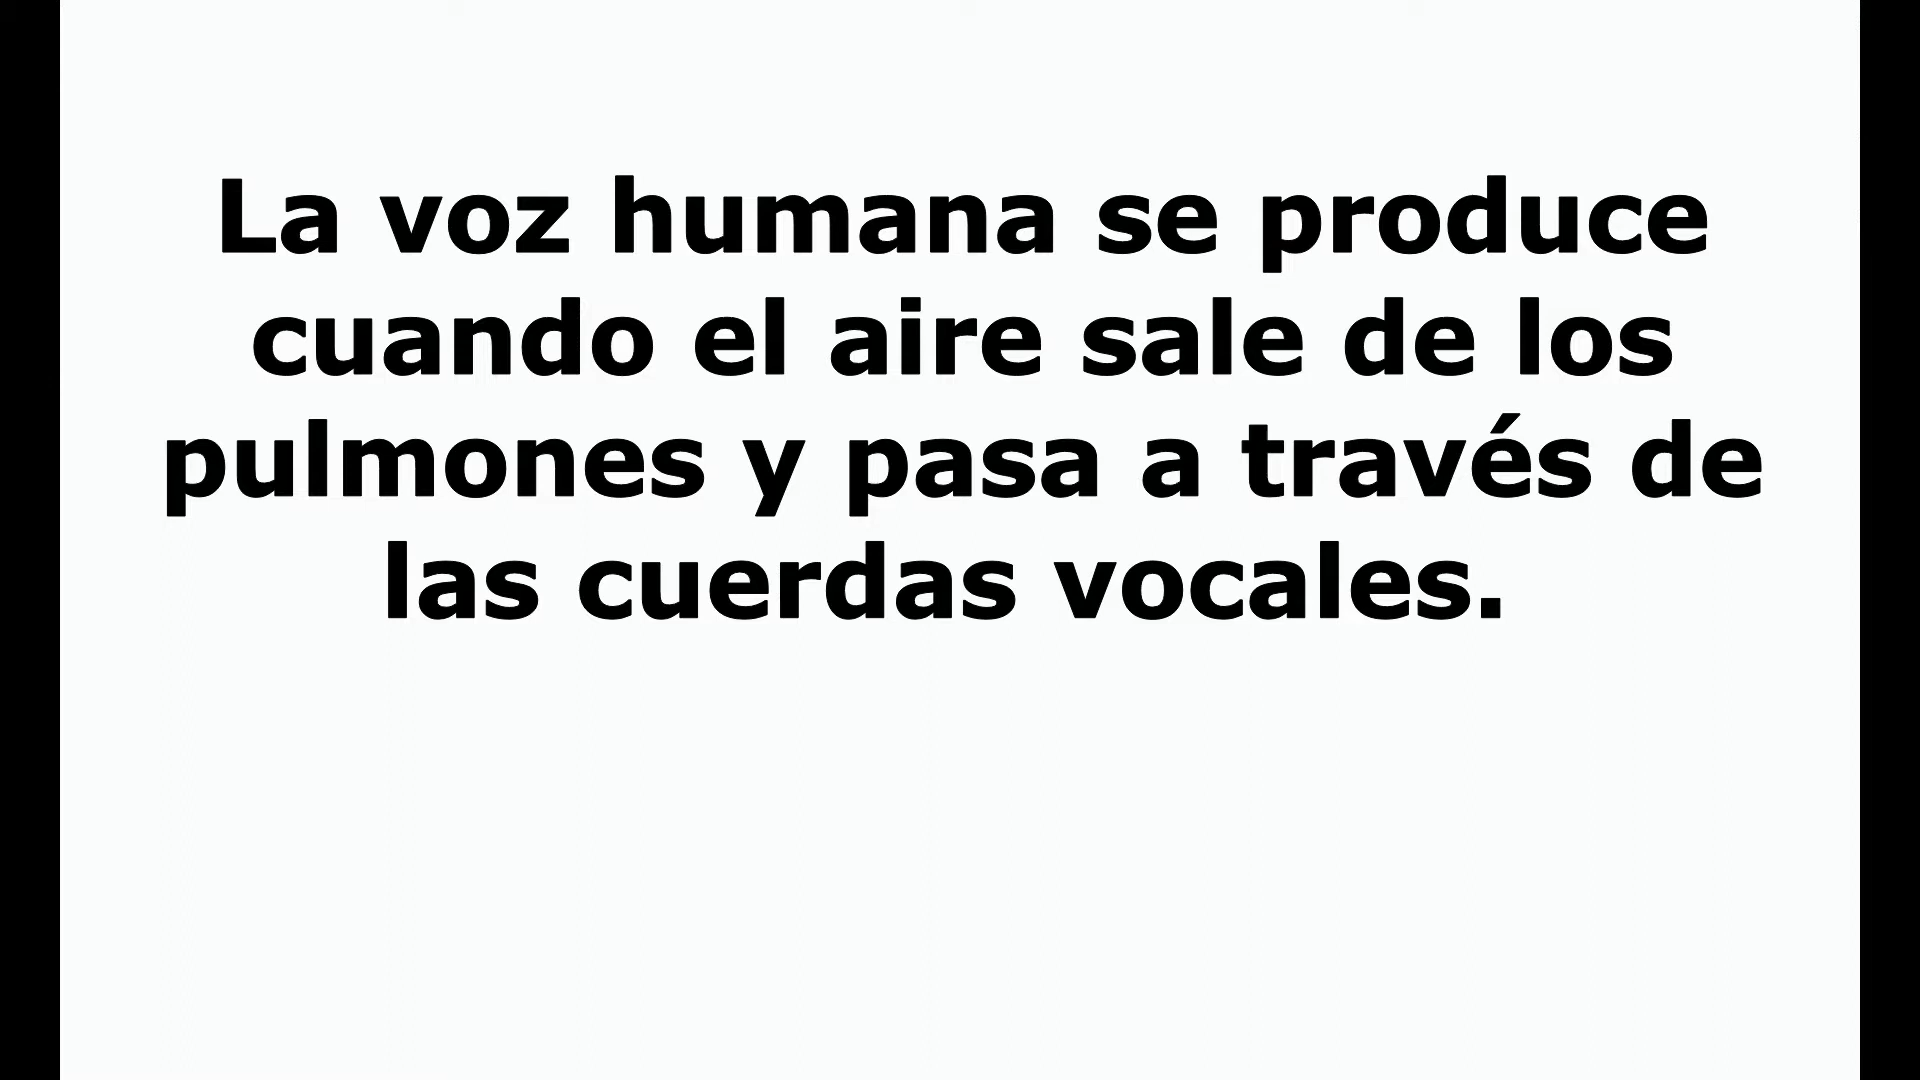 La voz humana se produce
cuando el aire sale de los
pulmones y pasa a través de
las cuerdas vocales.